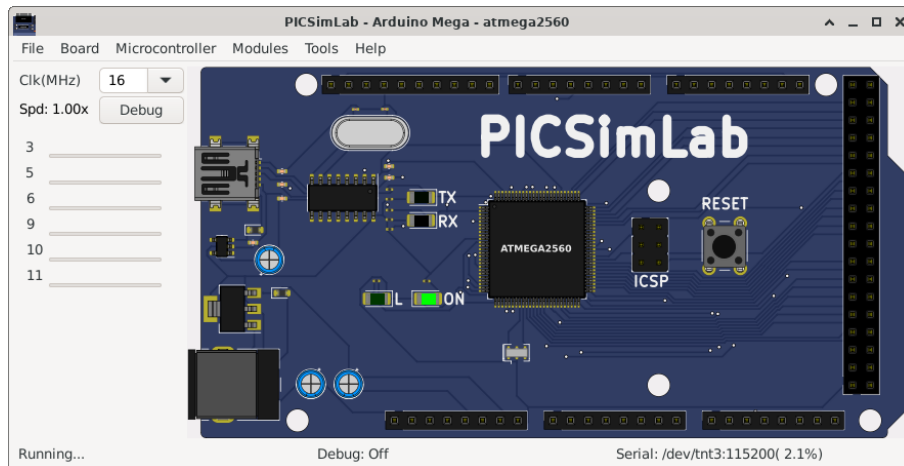 PICSimLab - Arduino Mega - atmega2560
File Board Microcontroller Modules Tools Help
Clk(MHz) 16
Spd: 1.00x Debug
3
5
6
9
10
11
PICSimLab
TX
RX
RESET
ATMEGA2560
ICSP
L ON
Running... Debug: Off Serial: /dev/tnt3:115200( 2.1%)